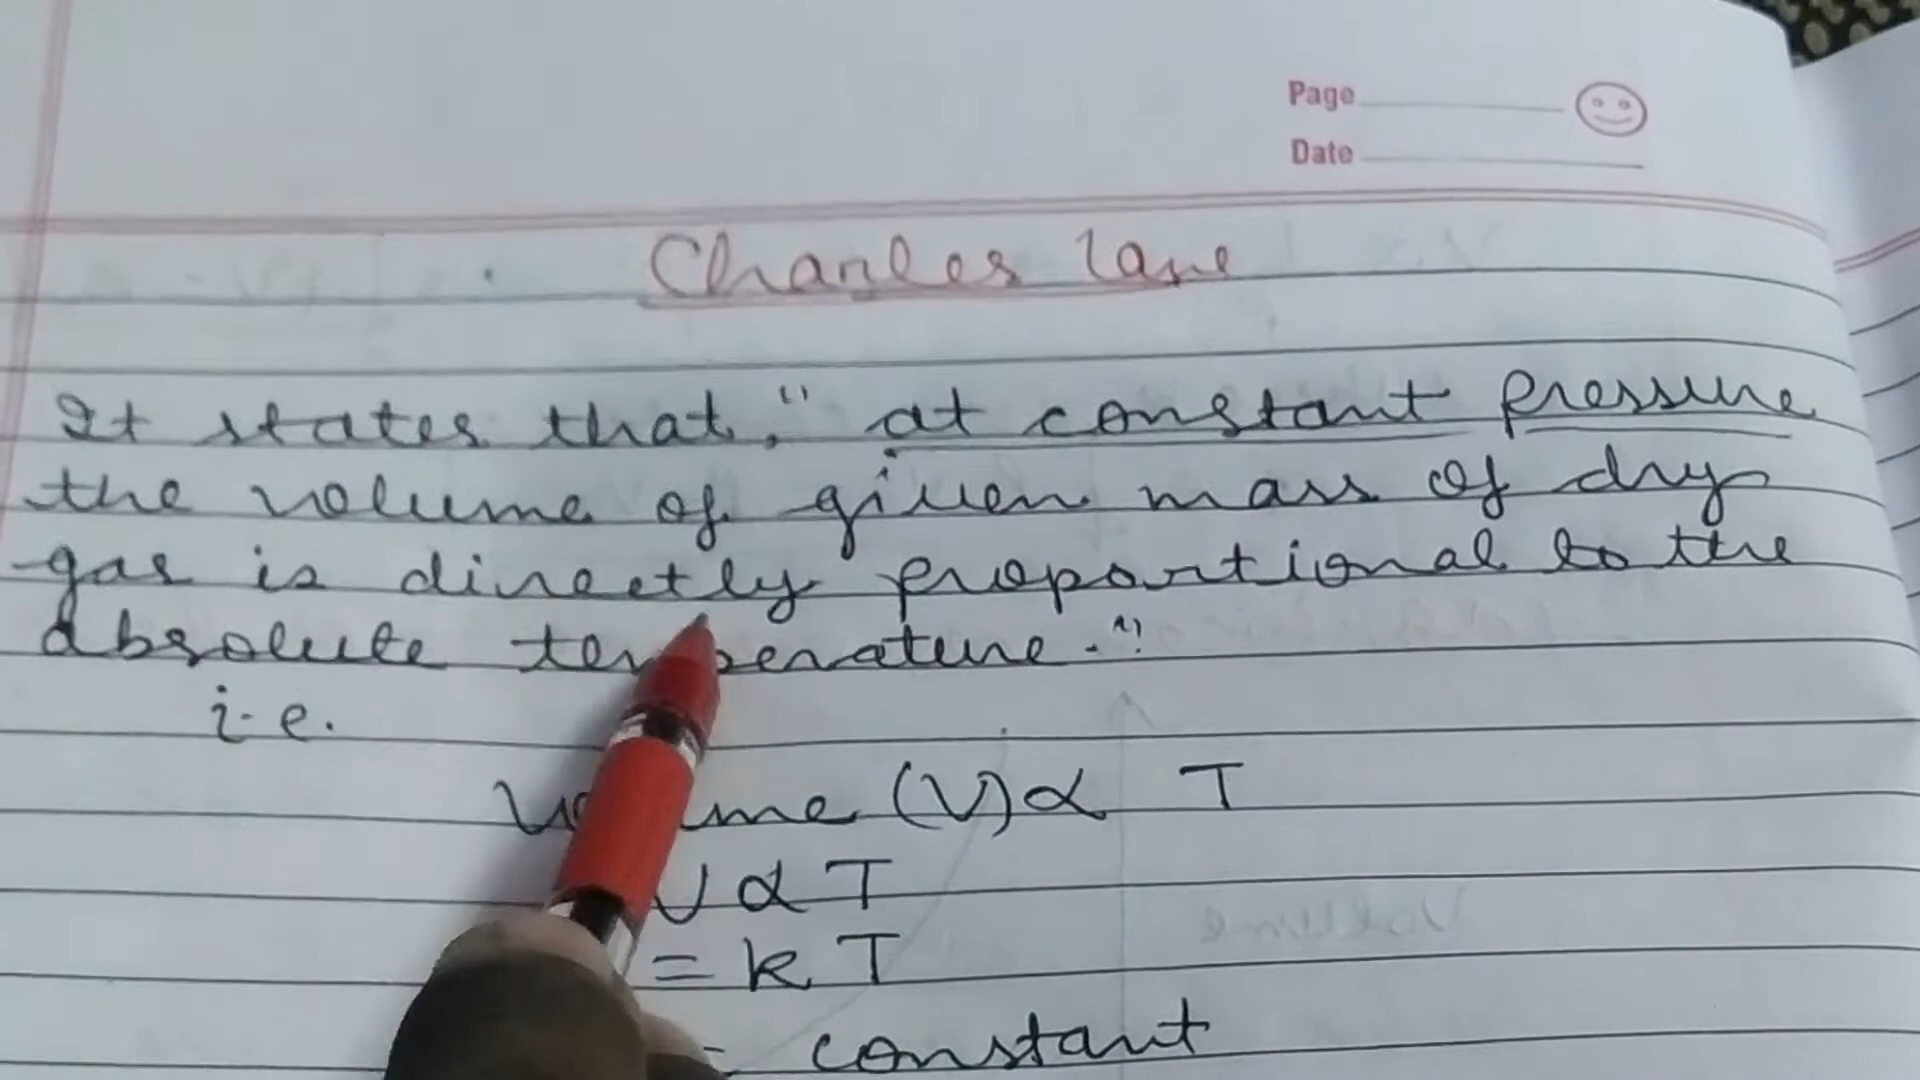 Page
Date
Charles law
It states that, " at constant pressure
the volume of given mass of dry
gas is directly proportional to the
absolute temperature."
i.e.
(V) ∝ T
V ∝ T
= k T
= constant